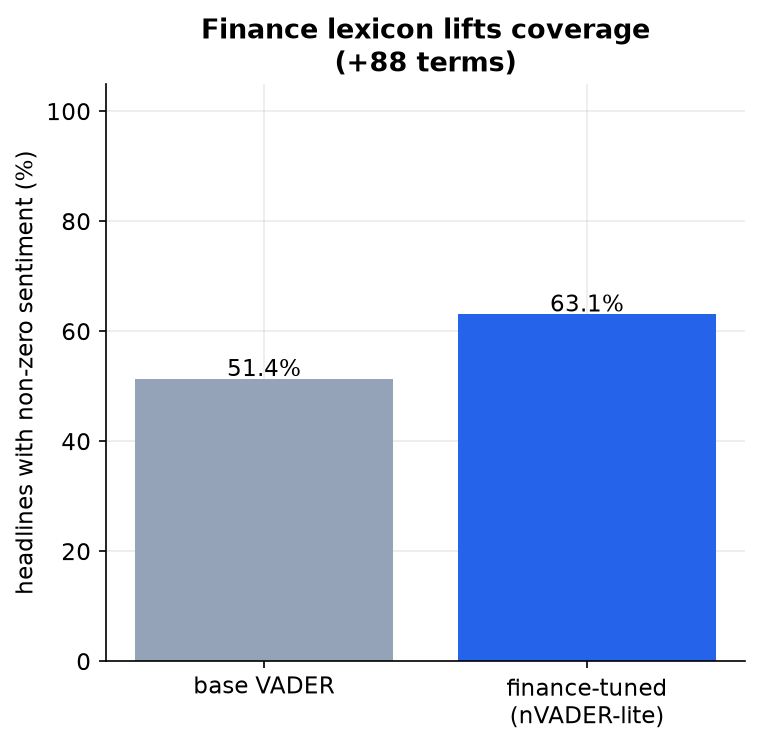 Finance lexicon lifts coverage
(+88 terms)
headlines with non-zero sentiment (%)
100
80
60
40
20
0
51.4%
63.1%
base VADER
finance-tuned
(nVADER-lite)